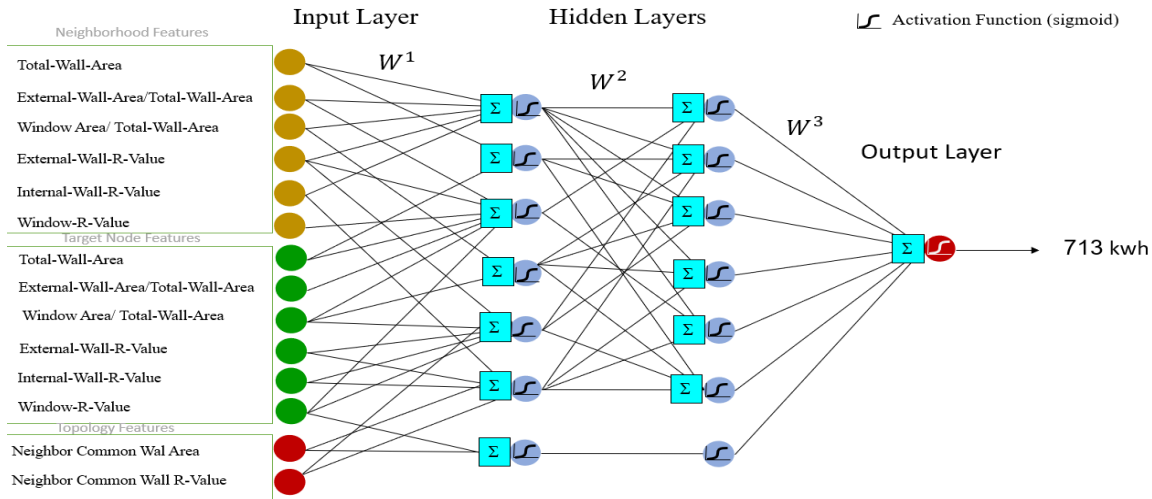 Input Layer
Hidden Layers
Activation Function (sigmoid)
Neighborhood Features
Total-Wall-Area
External-Wall-Area/Total-Wall-Area
Window Area/ Total-Wall-Area
External-Wall-R-Value
Internal-Wall-R-Value
Window-R-Value
Target Node Features
Total-Wall-Area
External-Wall-Area/Total-Wall-Area
Window Area/ Total-Wall-Area
External-Wall-R-Value
Internal-Wall-R-Value
Window-R-Value
Topology Features
Neighbor Common Wal Area
Neighbor Common Wall R-Value
W¹
Σ
Σ
Σ
Σ
Σ
Σ
Σ
W²
Σ
Σ
Σ
Σ
Σ
Σ
W³
Output Layer
Σ
713 kwh